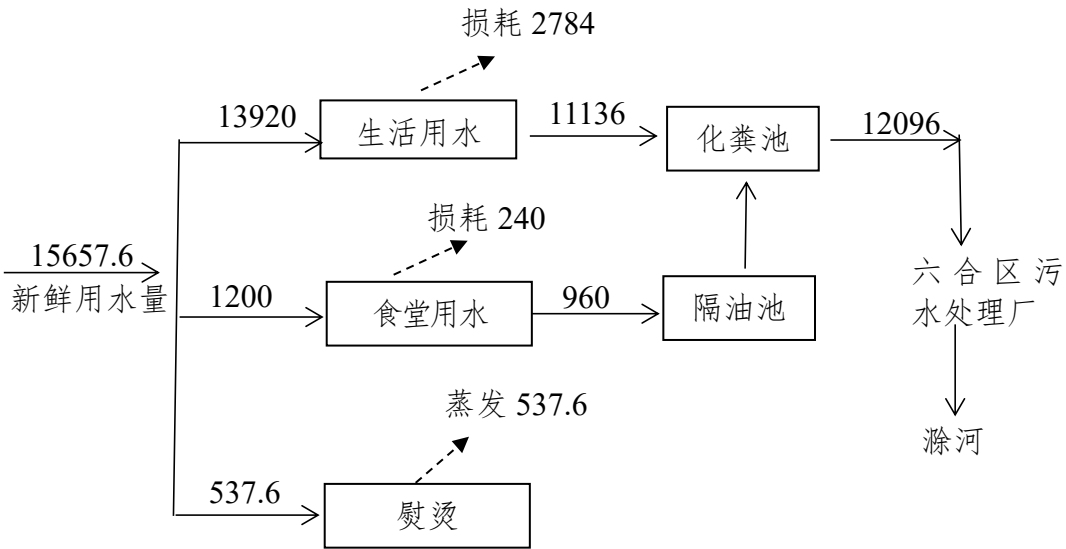 损耗 2784
13920
生活用水
11136
化粪池
12096
损耗 240
15657.6
新鲜用水量
1200
食堂用水
960
隔油池
六合区污
水处理厂
蒸发 537.6
滁河
537.6
熨烫